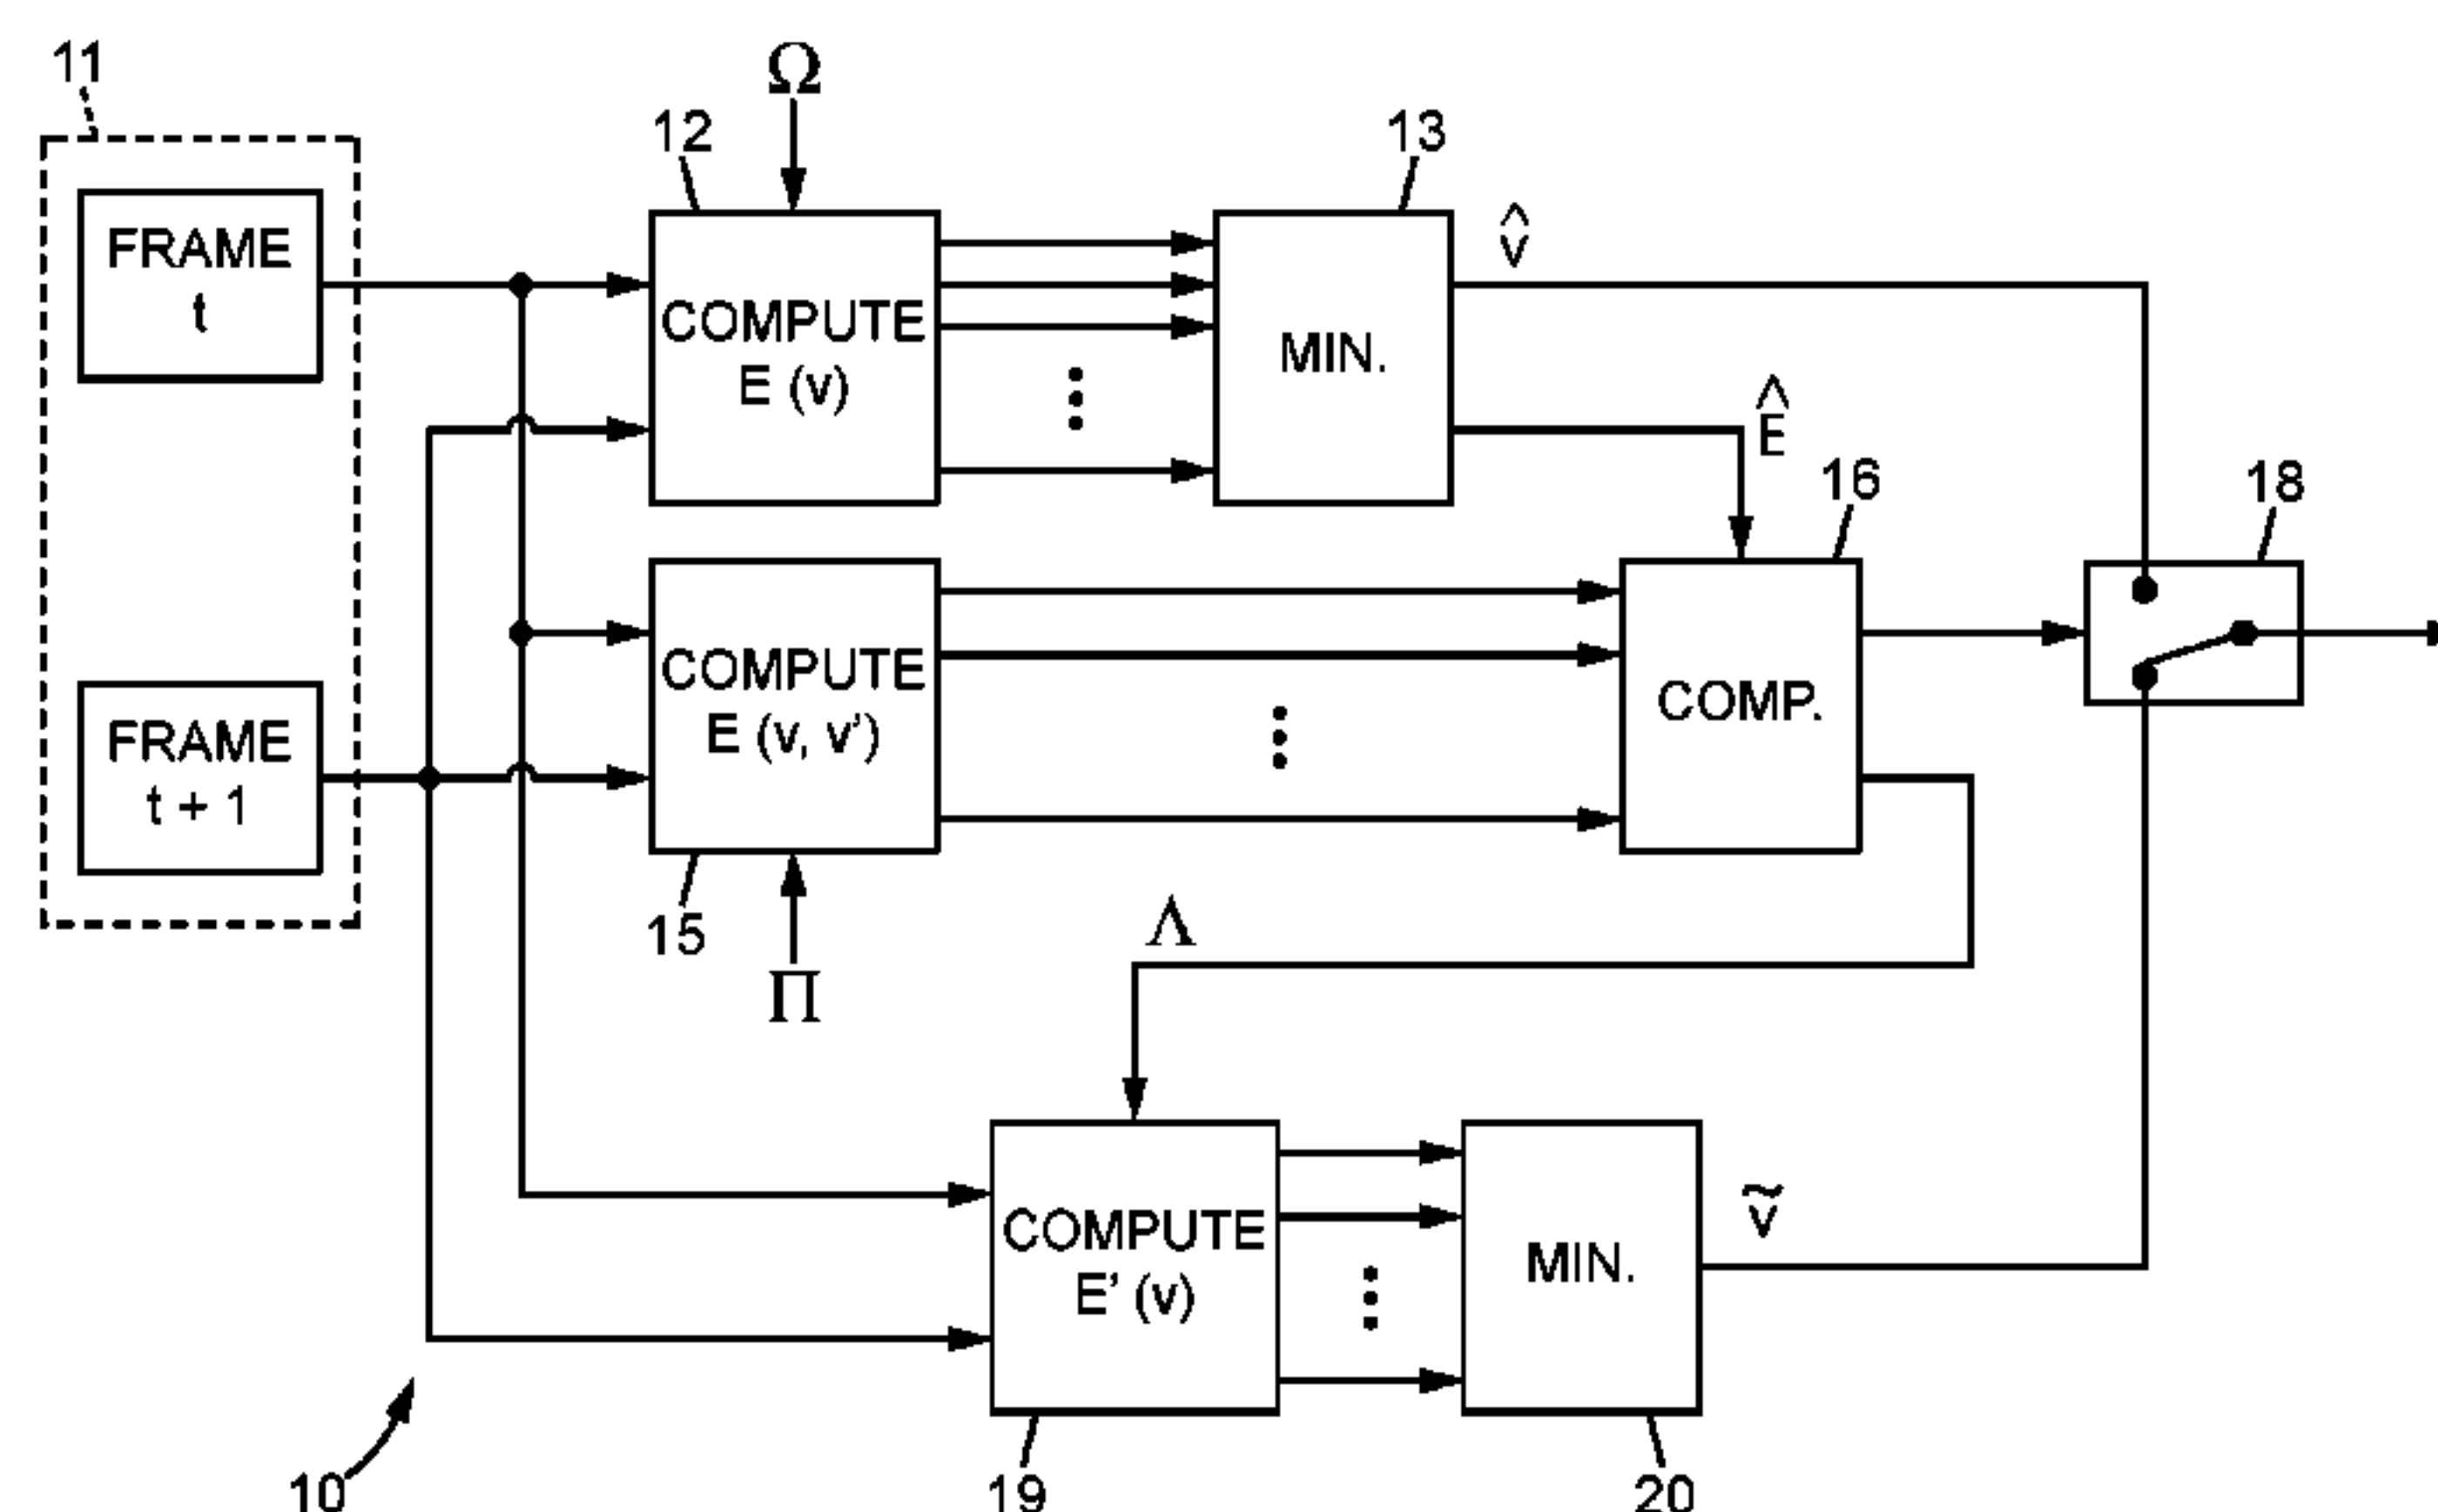 11
Ω
12
13
FRAME
t
COMPUTE
E (v)
MIN.
v̂
Ê
16
18
FRAME
t + 1
COMPUTE
E (v, v’)
COMP.
15
Π
Λ
COMPUTE
E’ (v)
MIN.
ṽ
10
19
20